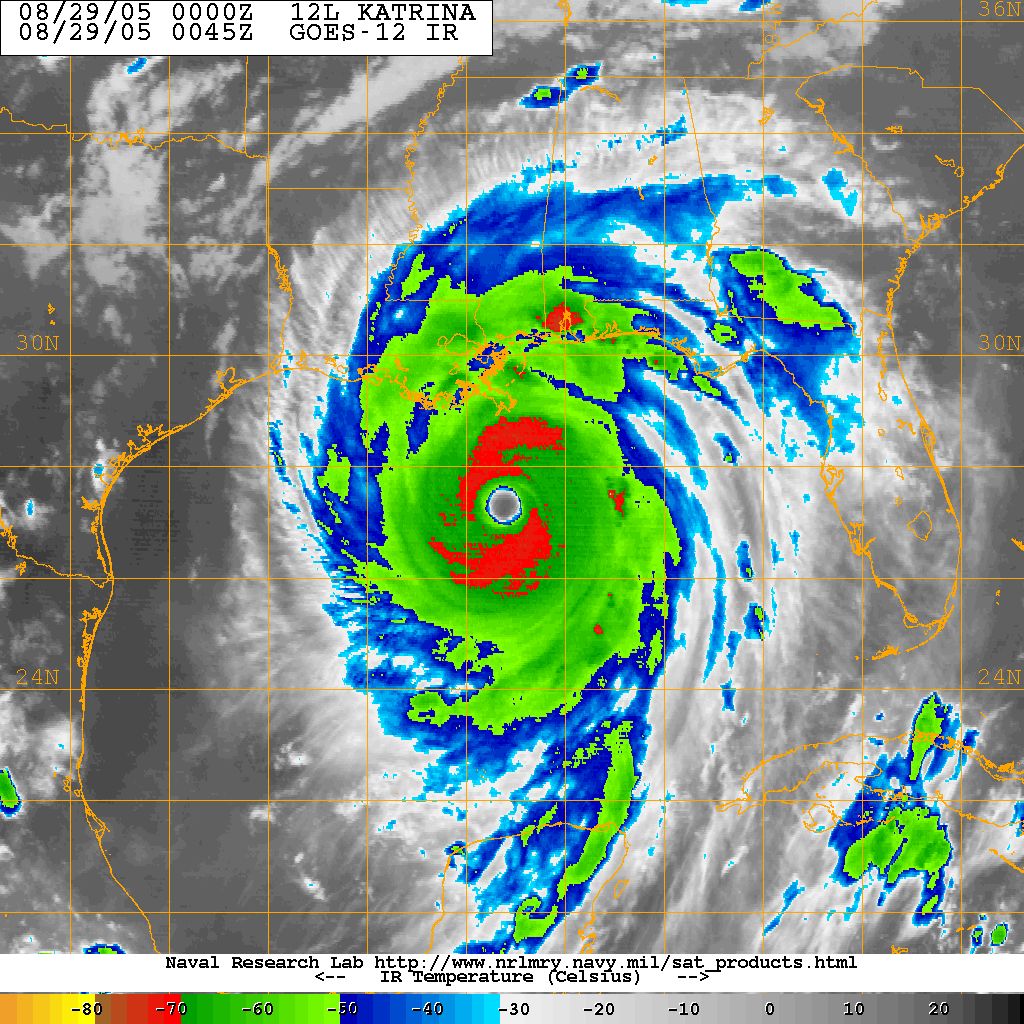 08/29/05 0000Z 12L KATRINA
08/29/05 0045Z GOES-12 IR
36N
30N 30N
24N 24N
Naval Research Lab http://www.nrlmry.navy.mil/sat_products.html
<-- IR Temperature (Celsius) -->
-80 -70 -60 -50 -40 -30 -20 -10 0 10 20